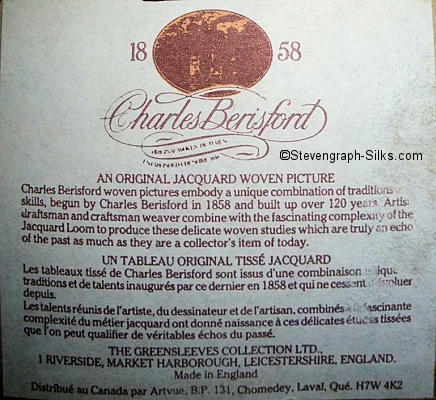 18 58
Charles Berisford
©Stevengraph-Silks.com
AN ORIGINAL JACQUARD WOVEN PICTURE
Charles Berisford woven pictures embody a unique combination of traditions
skills, begun by Charles Berisford in 1858 and built up over 120 years. Artis
draftsman and craftsman weaver combine with the fascinating complexity of the
Jacquard Loom to produce these delicate woven studies which are truly an echo
of the past as much as they are a collector's item of today.
UN TABLEAU ORIGINAL TISSÉ JACQUARD
Les tableaux tissé de Charles Berisford sont issus d'une combinaison unique
traditions et de talents inaugurés par ce dernier en 1858 et qui ne cessent évoluer
depuis.
Les talents réunis de l'artiste, du dessinateur et de l'artisan, combinés fascinante
complexité du métier jacquard ont donné naissance à ces délicates études tissées
que l'on peut qualifier de véritables échos du passé.
THE GREENSLEEVES COLLECTION LTD.,
1 RIVERSIDE, MARKET HARBOROUGH, LEICESTERSHIRE, ENGLAND.
Made in England
Distribué au Canada par Artvue, B.P. 131, Chomedey, Laval, Qué. H7W 4K2